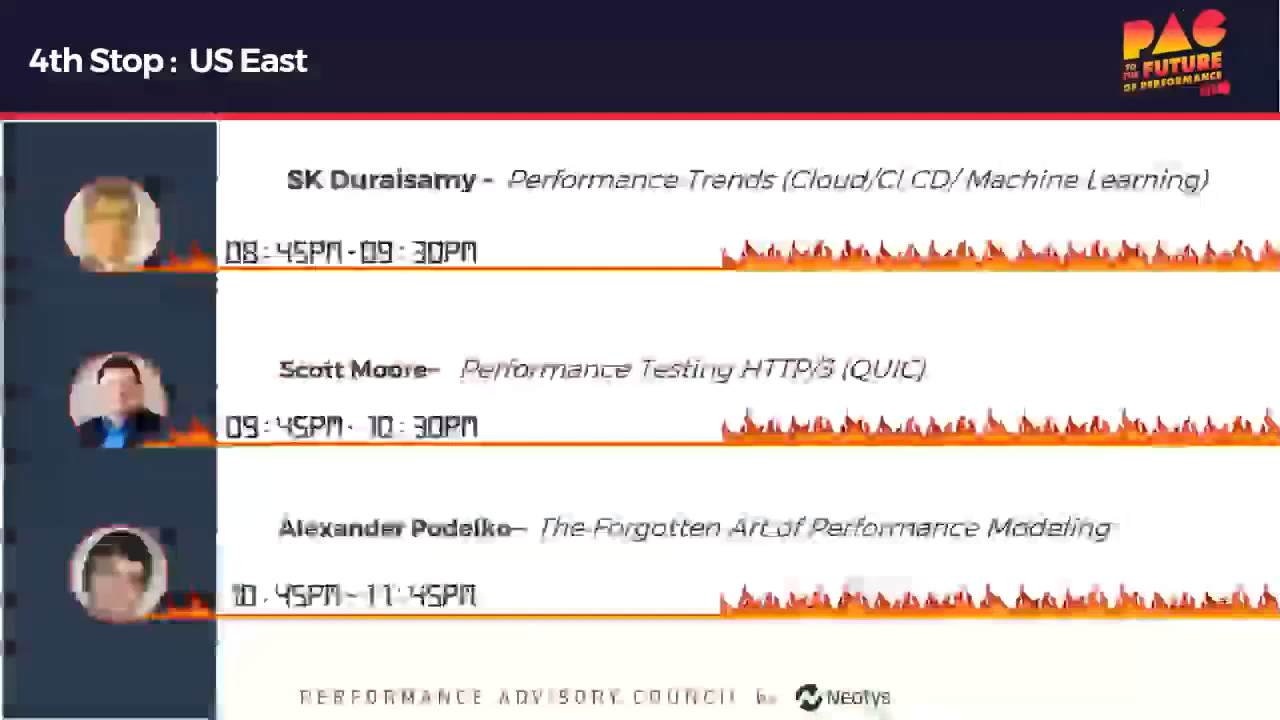 4th Stop : US East
PAC
TO THE FUTURE
OF PERFORMANCE
SK Duraisamy - Performance Trends (Cloud/CI, CD/ Machine Learning)
08:45PM-09:30PM
Scott Moore– Performance Testing HTTP/3 (QUIC)
09:45PM- 10:30PM
Alexander Podelko– The Forgotten Art of Performance Modeling
10:45PM - 11:45PM
PERFORMANCE ADVISORY COUNCIL by Neotys